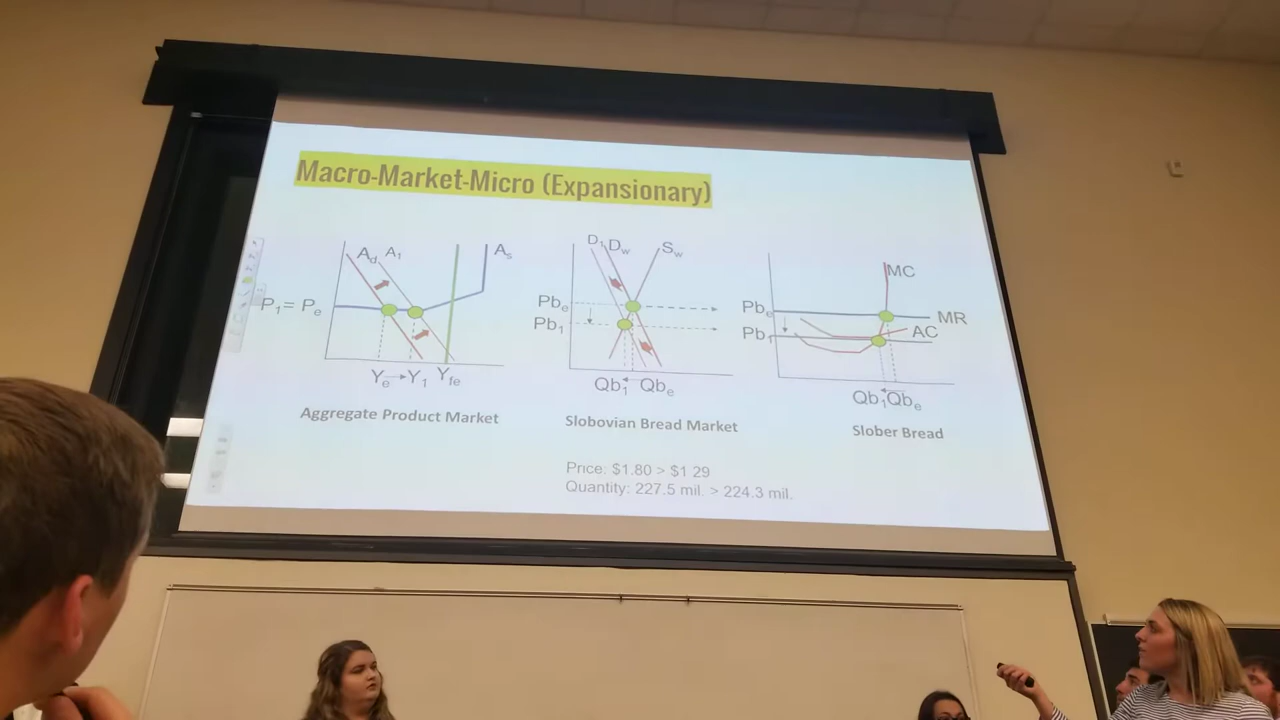 Macro-Market-Micro (Expansionary)
Ad A1 As
P1= Pe
Ye→Y1 Yfe
Aggregate Product Market
D1 Dw Sw
Pbe
Pb1
Qb1 Qbe
Slobovian Bread Market
MC
Pbe
MR
Pb1
AC
Qb1 Qbe
Slober Bread
Price: $1.80 > $1 29
Quantity: 227.5 mil. > 224.3 mil.